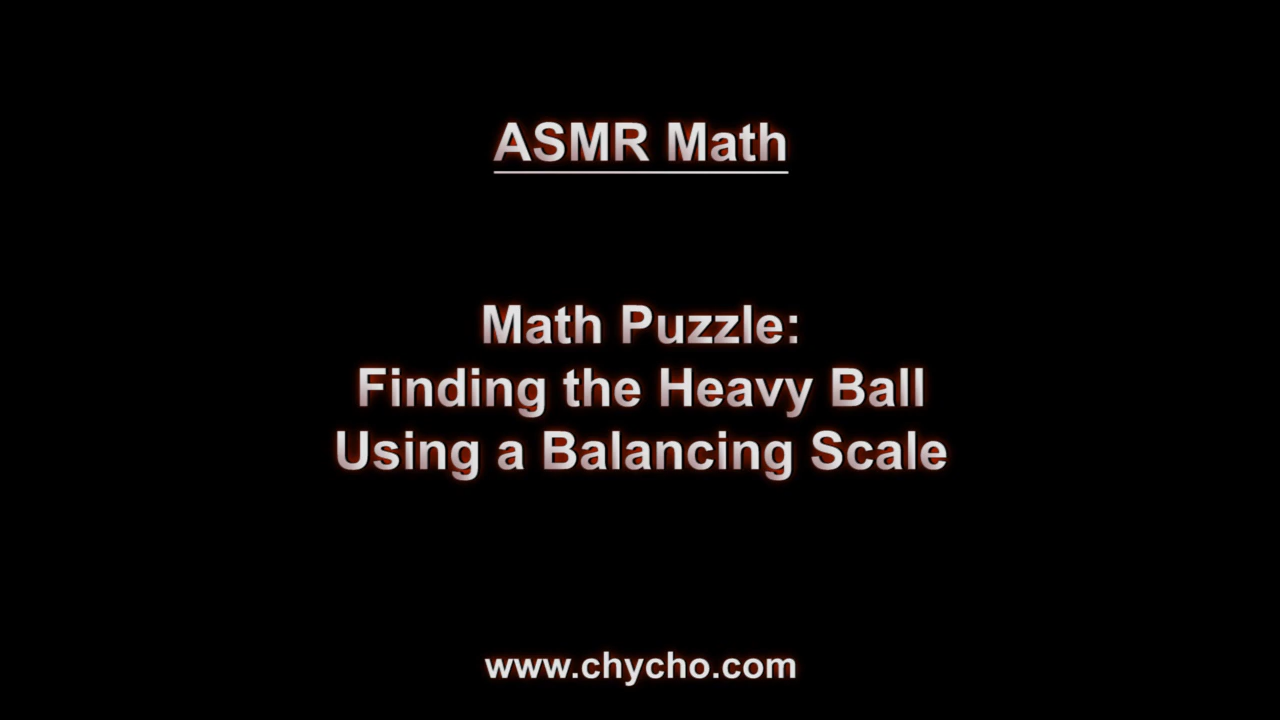 ASMR Math
Math Puzzle:
Finding the Heavy Ball
Using a Balancing Scale
www.chycho.com